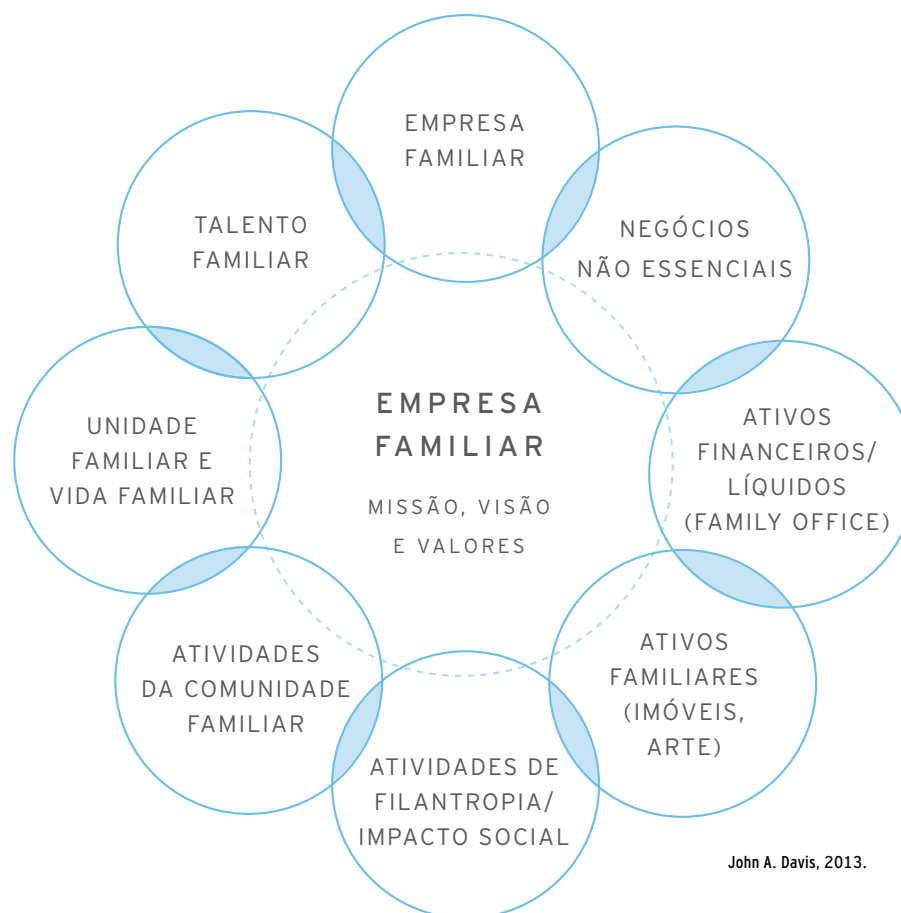 EMPRESA
FAMILIAR
NEGÓCIOS
NÃO ESSENCIAIS
ATIVOS
FINANCEIROS/
LÍQUIDOS
(FAMILY OFFICE)
ATIVOS
FAMILIARES
(IMÓVEIS,
ARTE)
ATIVIDADES DE
FILANTROPIA/
IMPACTO SOCIAL
ATIVIDADES
DA COMUNIDADE
FAMILIAR
UNIDADE
FAMILIAR E
VIDA FAMILIAR
TALENTO
FAMILIAR
EMPRESA
FAMILIAR
MISSÃO, VISÃO
E VALORES
John A. Davis, 2013.